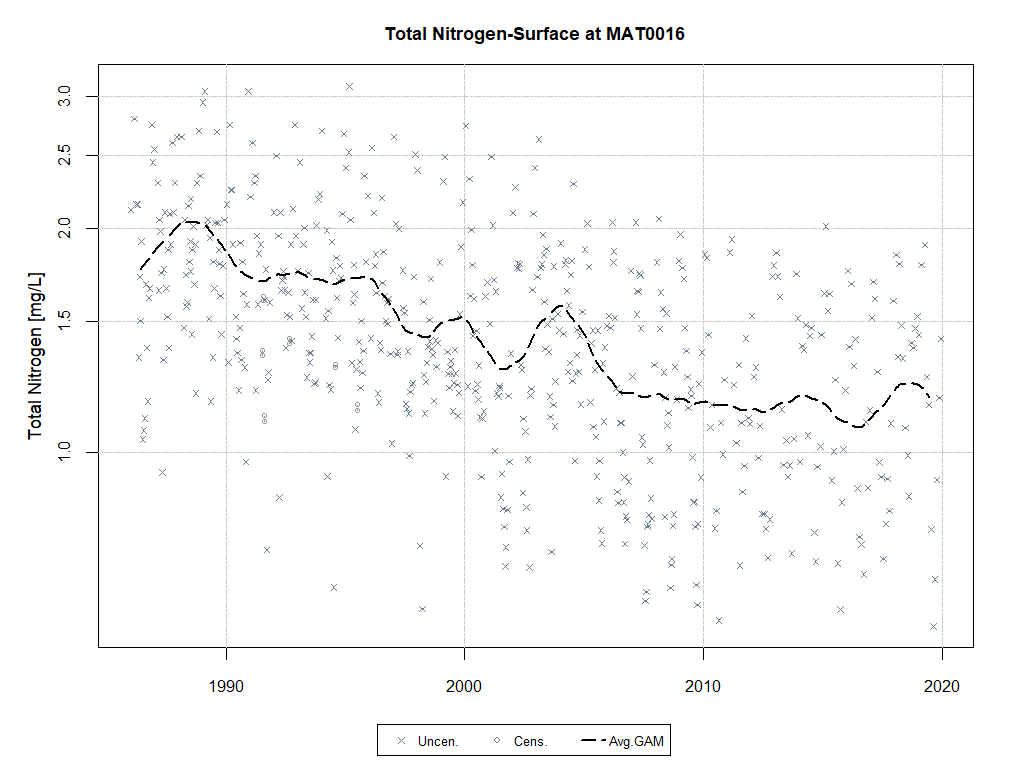 Total Nitrogen-Surface at MAT0016
Total Nitrogen [mg/L]
3.0
2.5
2.0
1.5
1.0
1990
2000
2010
2020
Uncen.
Cens.
Avg.GAM